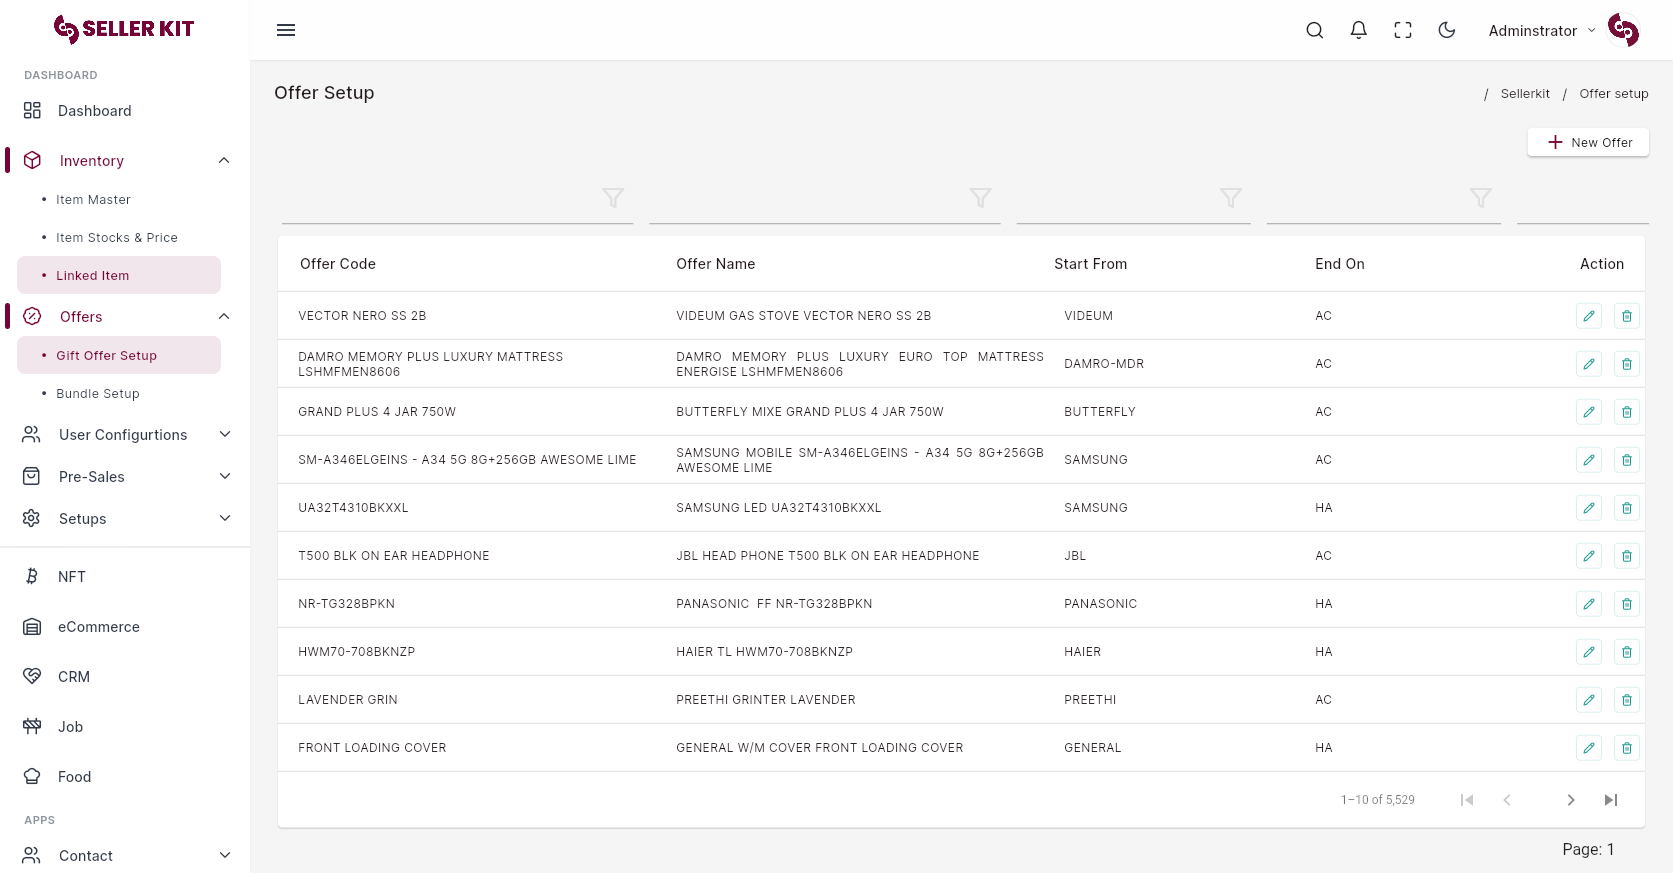 SELLER KIT
DASHBOARD
Dashboard
Inventory
• Item Master
• Item Stocks & Price
• Linked Item
Offers
• Gift Offer Setup
• Bundle Setup
User Configurtions
Pre-Sales
Setups
NFT
eCommerce
CRM
Job
Food
APPS
Contact
Adminstrator
Offer Setup
/ Sellerkit / Offer setup
New Offer
Offer Code Offer Name Start From End On Action
VECTOR NERO SS 2B VIDEUM GAS STOVE VECTOR NERO SS 2B VIDEUM AC
DAMRO MEMORY PLUS LUXURY MATTRESS
LSHMFMEN8606
DAMRO MEMORY PLUS LUXURY EURO TOP MATTRESS
ENERGISE LSHMFMEN8606
DAMRO-MDR AC
GRAND PLUS 4 JAR 750W BUTTERFLY MIXE GRAND PLUS 4 JAR 750W BUTTERFLY AC
SM-A346ELGEINS - A34 5G 8G+256GB AWESOME LIME
SAMSUNG MOBILE SM-A346ELGEINS - A34 5G 8G+256GB
AWESOME LIME
SAMSUNG AC
UA32T4310BKXXL SAMSUNG LED UA32T4310BKXXL SAMSUNG HA
T500 BLK ON EAR HEADPHONE JBL HEAD PHONE T500 BLK ON EAR HEADPHONE JBL AC
NR-TG328BPKN PANASONIC FF NR-TG328BPKN PANASONIC HA
HWM70-708BKNZP HAIER TL HWM70-708BKNZP HAIER HA
LAVENDER GRIN PREETHI GRINTER LAVENDER PREETHI AC
FRONT LOADING COVER GENERAL W/M COVER FRONT LOADING COVER GENERAL HA
1–10 of 5,529
Page: 1